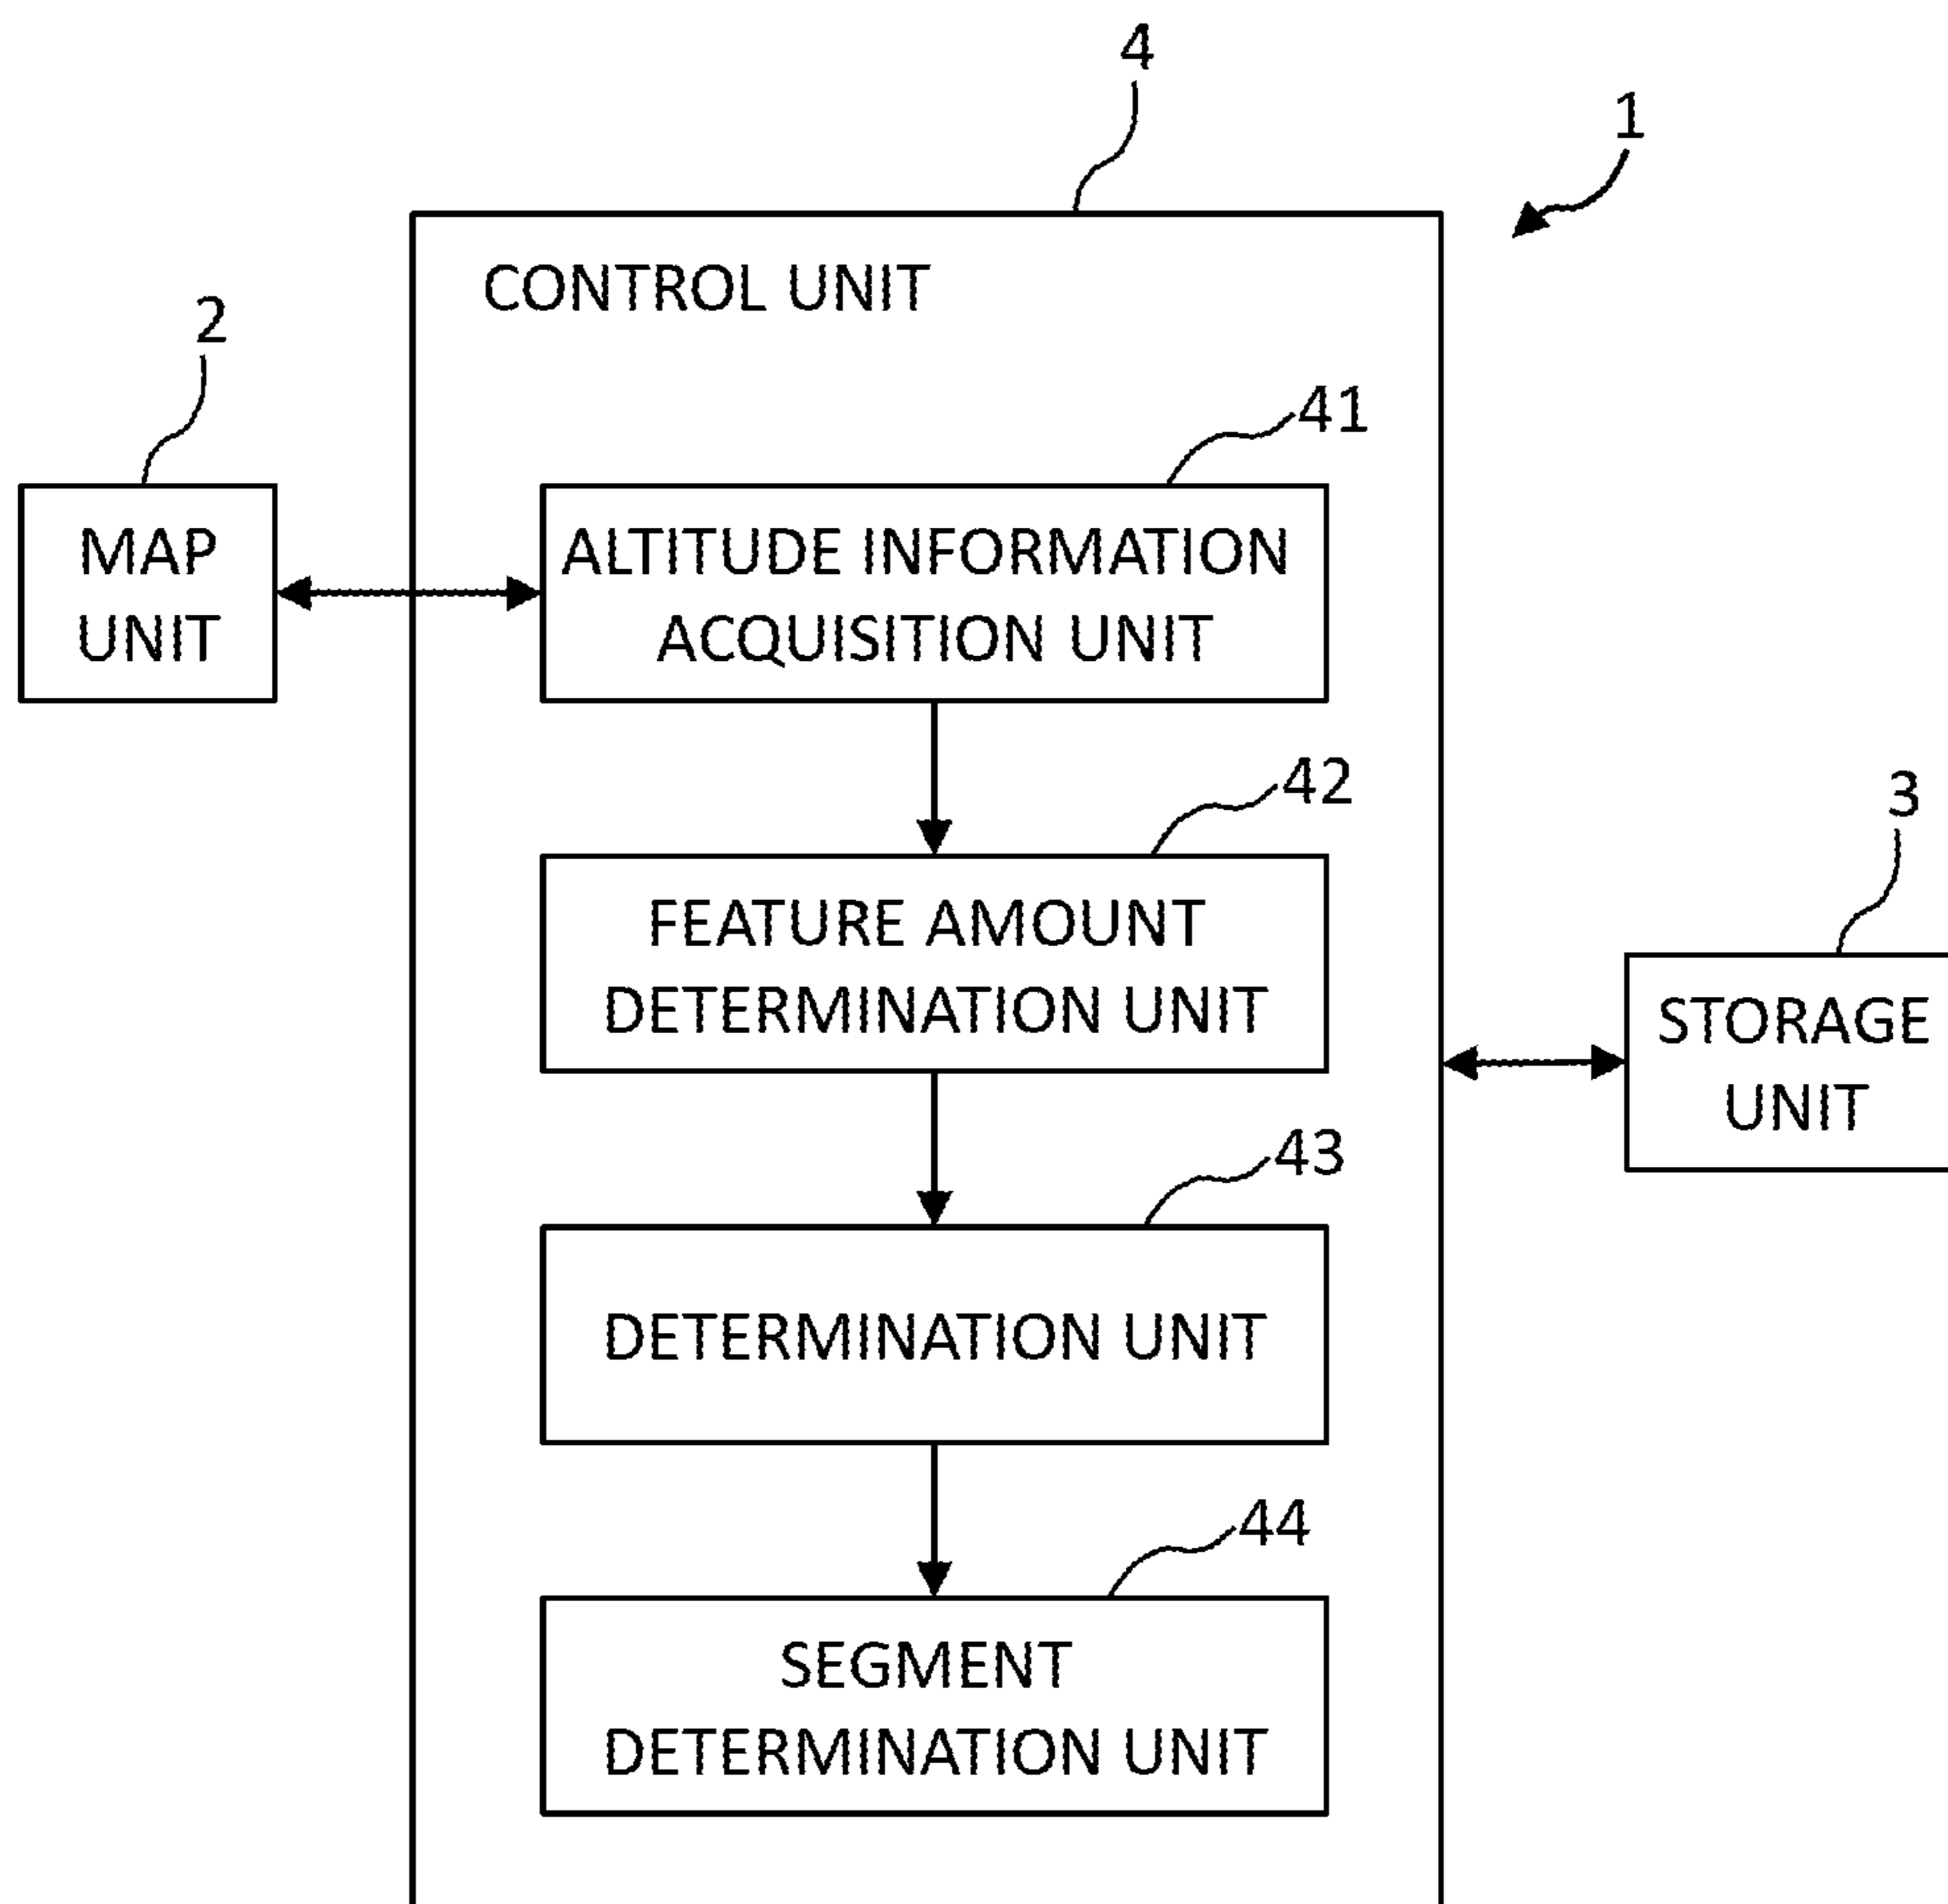 4
1
CONTROL UNIT
2
41
MAP
UNIT
ALTITUDE INFORMATION
ACQUISITION UNIT
42
3
FEATURE AMOUNT
DETERMINATION UNIT
STORAGE
UNIT
43
DETERMINATION UNIT
44
SEGMENT
DETERMINATION UNIT